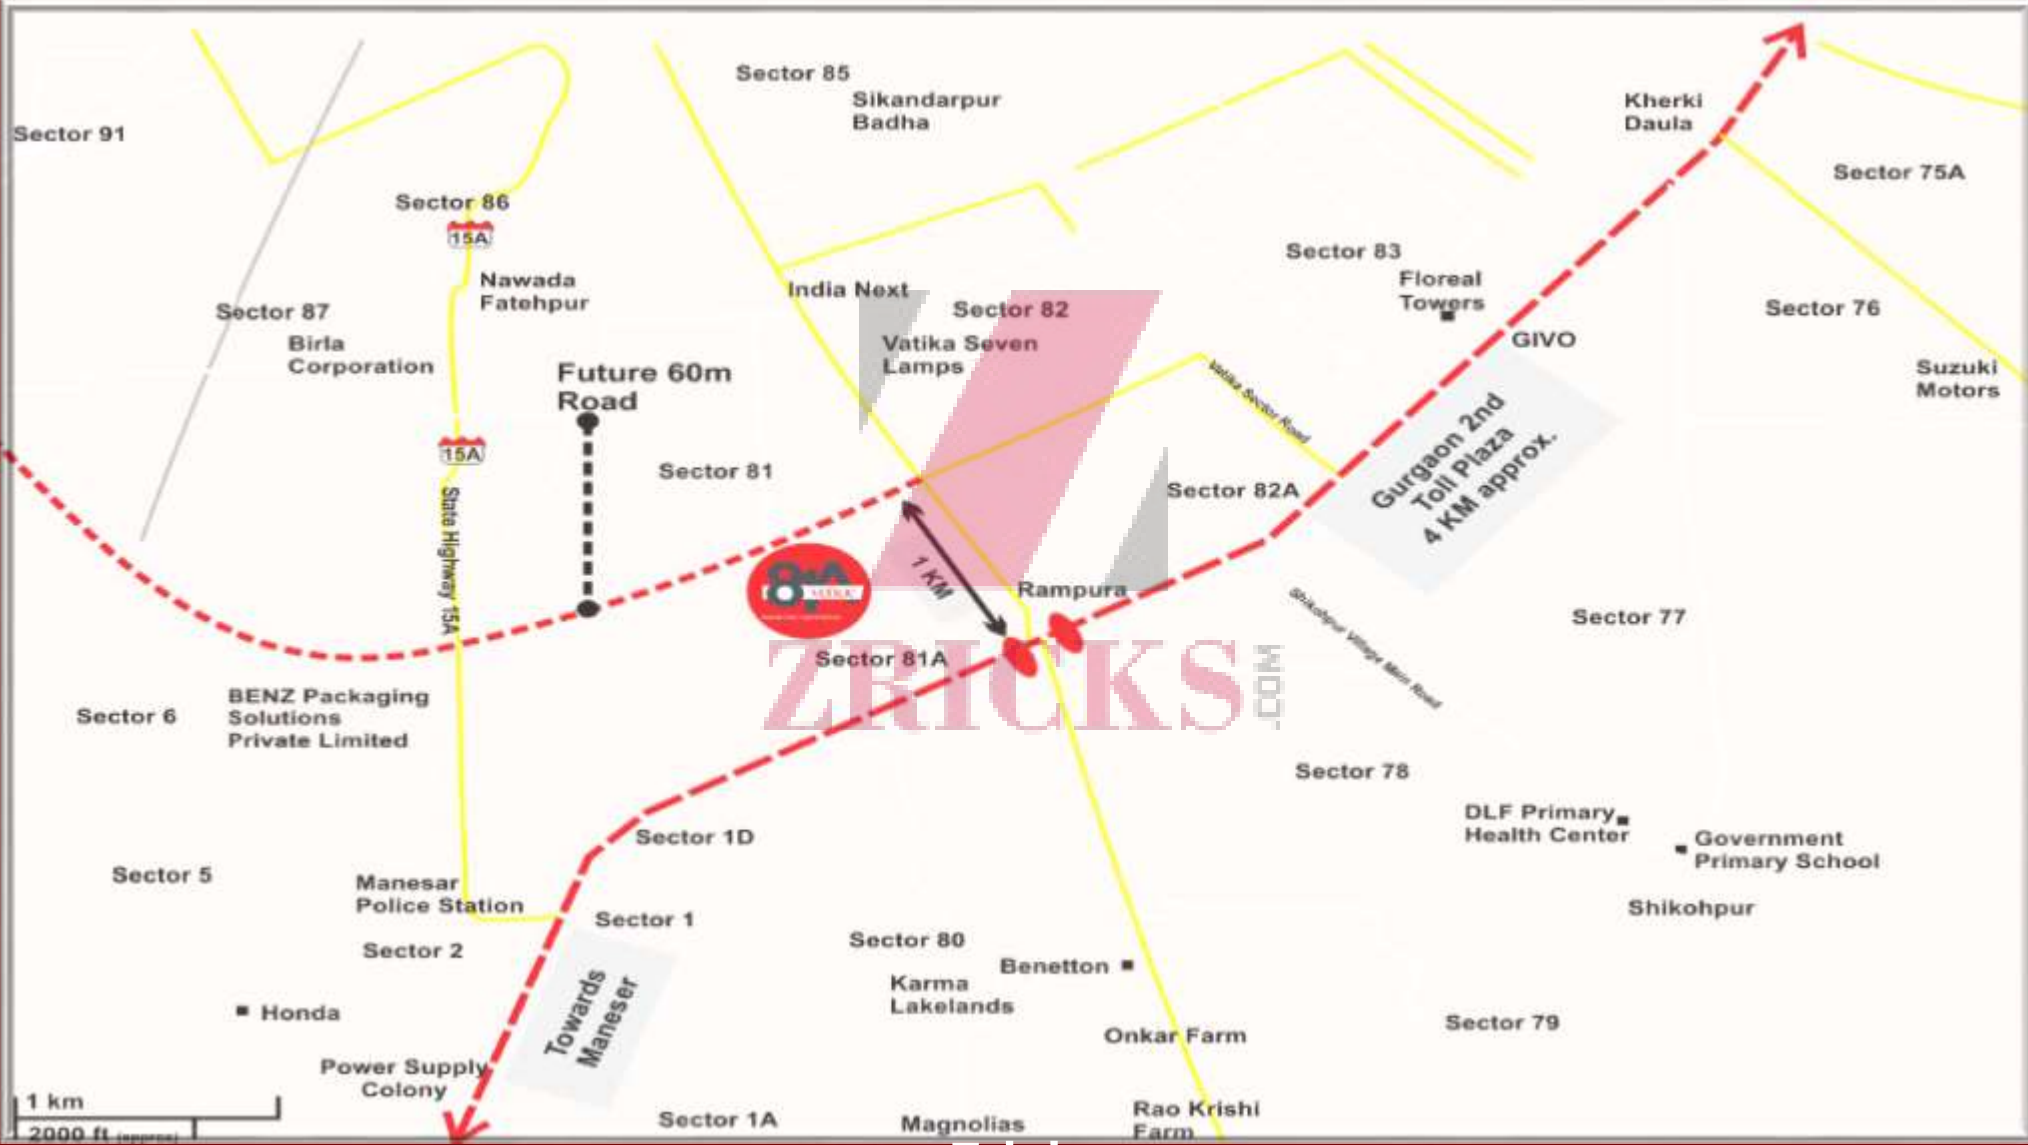 Sector 85
Sikandarpur
Badha
Kherki
Daula
Sector 91
Sector 75A
Sector 86
15A
Sector 83
Nawada
Fatehpur
India Next
Floreal
Towers
Sector 87
Sector 82
Sector 76
Birla
Corporation
Vatika Seven
Lamps
GIVO
Future 60m
Road
Vatika Sector Road
Suzuki
Motors
15A
Sector 81
Sector 82A
Gurgaon 2nd
Toll Plaza
4 KM approx.
State Highway 15A
1 KM
Rampura
Shikohpur Village Main Road
Sector 77
Sector 81A
ZRICKS
.COM
BENZ Packaging
Solutions
Private Limited
Sector 6
Sector 78
DLF Primary
Health Center
Sector 1D
Government
Primary School
Sector 5
Manesar
Police Station
Sector 1
Shikohpur
Sector 2
Sector 80
Benetton
Karma
Lakelands
Honda
Towards
Maneser
Sector 79
Onkar Farm
Power Supply
Colony
1 km
2000 ft (approx)
Sector 1A
Magnolias
Rao Krishi
Farm